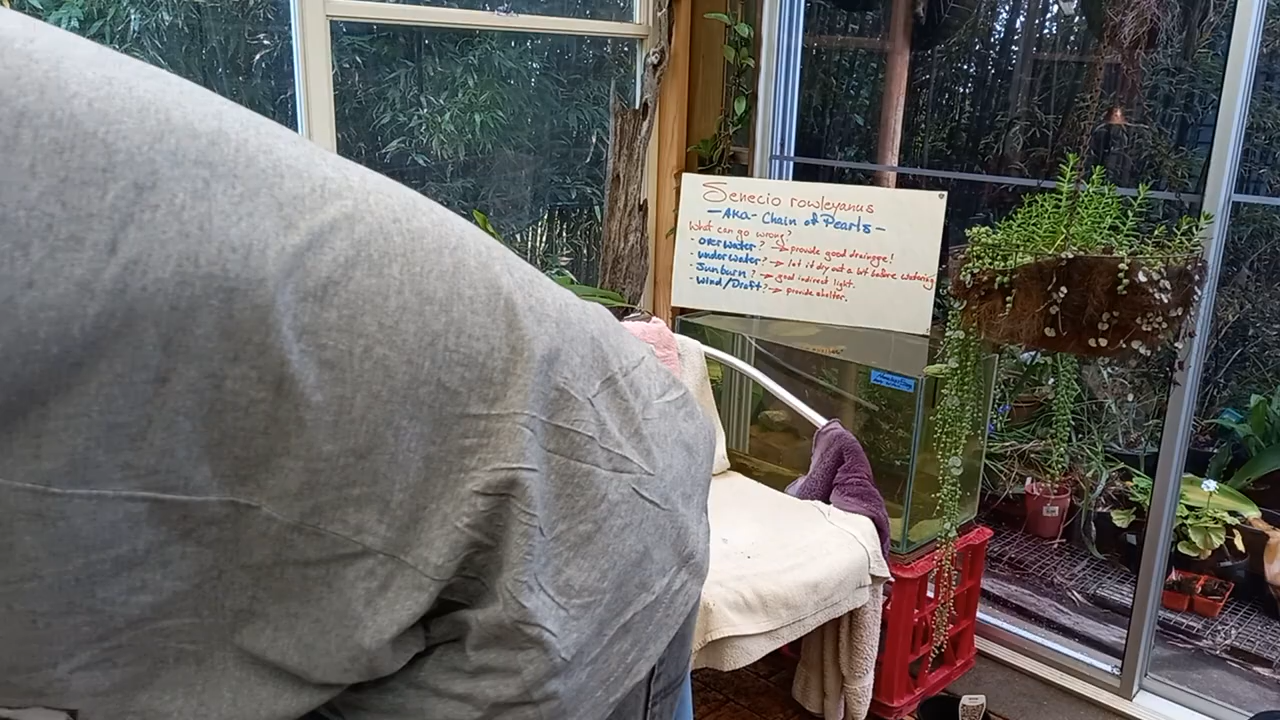 Senecio rowleyanus
- AKA - Chain of Pearls -
What can go wrong?
- overwater? → provide good drainage!
- underwater? → let it dry out a bit before watering
- Sunburn? → good indirect light.
- Wind/Draft? → provide shelter.